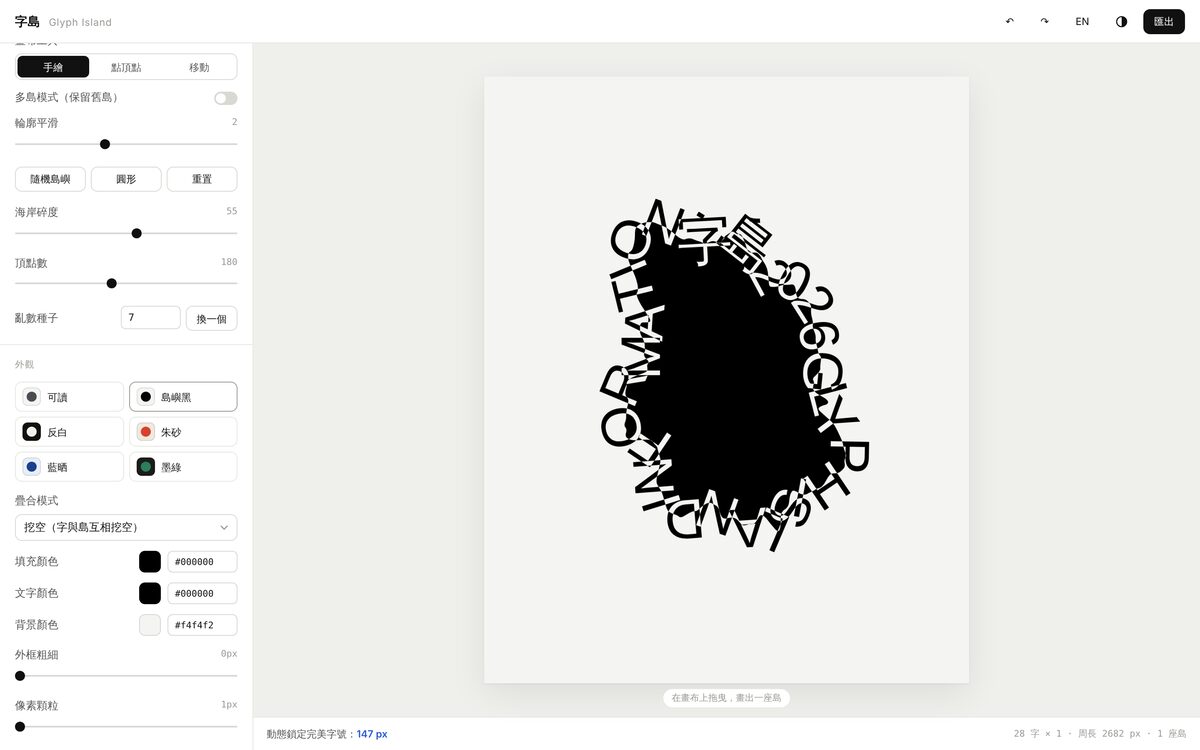 字島 Glyph Island
EN
匯出
手繪 點頂點 移動
多島模式（保留舊島）
輪廓平滑 2
隨機島嶼 圓形 重置
海岸碎度 55
頂點數 180
亂數種子 7 換一個
外觀
可讀 島嶼黑
反白 朱砂
藍晒 墨綠
疊合模式
挖空（字與島互相挖空）
填充顏色 #000000
文字顏色 #000000
背景顏色 #f4f4f2
外框粗細 0px
像素顆粒 1px
字島 2026 GLYPH ISLAND
在畫布上拖曳，畫出一座島
動態鎖定完美字號：147 px
28 字 × 1 · 周長 2682 px · 1 座島